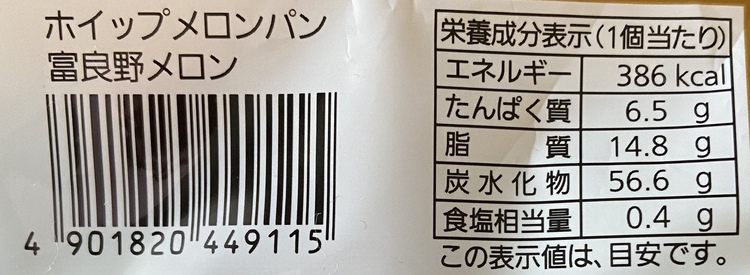 ホイップメロンパン
富良野メロン
4 901820 449115
栄養成分表示(1個当たり)
エネルギー 386 kcal
たんぱく質 6.5 g
脂質 14.8 g
炭水化物 56.6 g
食塩相当量 0.4 g
この表示値は、目安です。